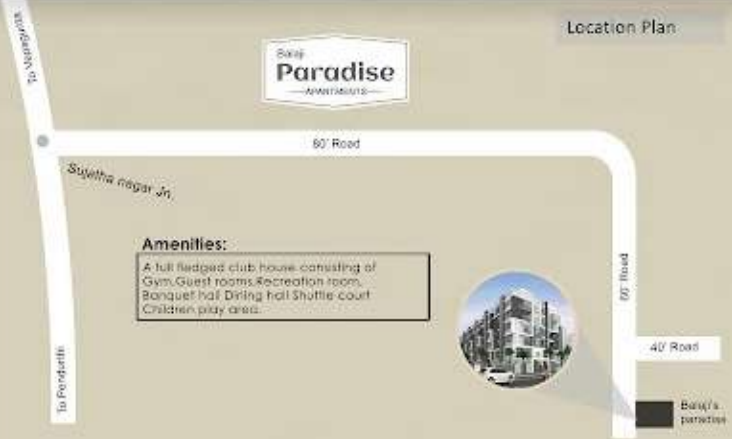 Location Plan
To Vepagunta
Balaji
Paradise
APARTMENTS
80' Road
Sujatha nagar Jn.
Amenities:
A full fledged club house consisting of
Gym,Guest rooms,Recreation room,
Banquet hall Dining hall Shuttle court
Children play area.
Road
40' Road
To Pendurthi
Balaji's
paradise